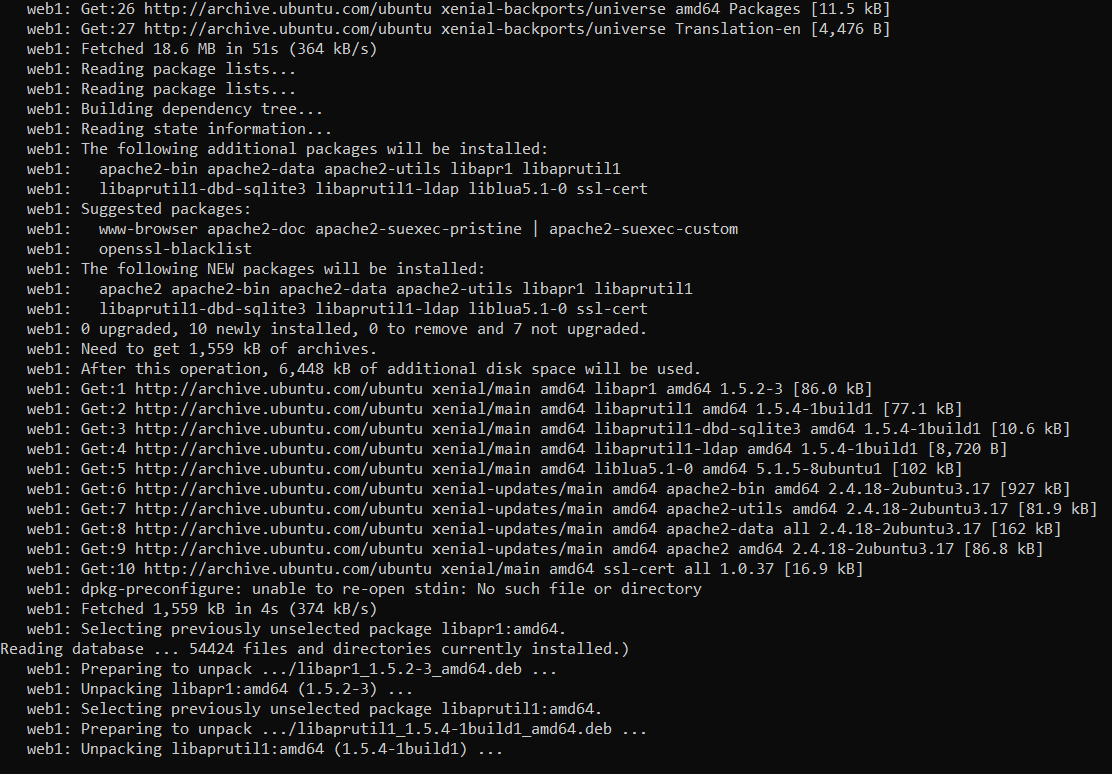 web1: Get:26 http://archive.ubuntu.com/ubuntu xenial-backports/universe amd64 Packages [11.5 kB]
web1: Get:27 http://archive.ubuntu.com/ubuntu xenial-backports/universe Translation-en [4,476 B]
web1: Fetched 18.6 MB in 51s (364 kB/s)
web1: Reading package lists...
web1: Reading package lists...
web1: Building dependency tree...
web1: Reading state information...
web1: The following additional packages will be installed:
web1:   apache2-bin apache2-data apache2-utils libapr1 libaprutil1
web1:   libaprutil1-dbd-sqlite3 libaprutil1-ldap liblua5.1-0 ssl-cert
web1: Suggested packages:
web1:   www-browser apache2-doc apache2-suexec-pristine | apache2-suexec-custom
web1:   openssl-blacklist
web1: The following NEW packages will be installed:
web1:   apache2 apache2-bin apache2-data apache2-utils libapr1 libaprutil1
web1:   libaprutil1-dbd-sqlite3 libaprutil1-ldap liblua5.1-0 ssl-cert
web1: 0 upgraded, 10 newly installed, 0 to remove and 7 not upgraded.
web1: Need to get 1,559 kB of archives.
web1: After this operation, 6,448 kB of additional disk space will be used.
web1: Get:1 http://archive.ubuntu.com/ubuntu xenial/main amd64 libapr1 amd64 1.5.2-3 [86.0 kB]
web1: Get:2 http://archive.ubuntu.com/ubuntu xenial/main amd64 libaprutil1 amd64 1.5.4-1build1 [77.1 kB]
web1: Get:3 http://archive.ubuntu.com/ubuntu xenial/main amd64 libaprutil1-dbd-sqlite3 amd64 1.5.4-1build1 [10.6 kB]
web1: Get:4 http://archive.ubuntu.com/ubuntu xenial/main amd64 libaprutil1-ldap amd64 1.5.4-1build1 [8,720 B]
web1: Get:5 http://archive.ubuntu.com/ubuntu xenial/main amd64 liblua5.1-0 amd64 5.1.5-8ubuntu1 [102 kB]
web1: Get:6 http://archive.ubuntu.com/ubuntu xenial-updates/main amd64 apache2-bin amd64 2.4.18-2ubuntu3.17 [927 kB]
web1: Get:7 http://archive.ubuntu.com/ubuntu xenial-updates/main amd64 apache2-utils amd64 2.4.18-2ubuntu3.17 [81.9 kB]
web1: Get:8 http://archive.ubuntu.com/ubuntu xenial-updates/main amd64 apache2-data all 2.4.18-2ubuntu3.17 [162 kB]
web1: Get:9 http://archive.ubuntu.com/ubuntu xenial-updates/main amd64 apache2 amd64 2.4.18-2ubuntu3.17 [86.8 kB]
web1: Get:10 http://archive.ubuntu.com/ubuntu xenial/main amd64 ssl-cert all 1.0.37 [16.9 kB]
web1: dpkg-preconfigure: unable to re-open stdin: No such file or directory
web1: Fetched 1,559 kB in 4s (374 kB/s)
web1: Selecting previously unselected package libapr1:amd64.
Reading database ... 54424 files and directories currently installed.)
web1: Preparing to unpack .../libapr1_1.5.2-3_amd64.deb ...
web1: Unpacking libapr1:amd64 (1.5.2-3) ...
web1: Selecting previously unselected package libaprutil1:amd64.
web1: Preparing to unpack .../libaprutil1_1.5.4-1build1_amd64.deb ...
web1: Unpacking libaprutil1:amd64 (1.5.4-1build1) ...